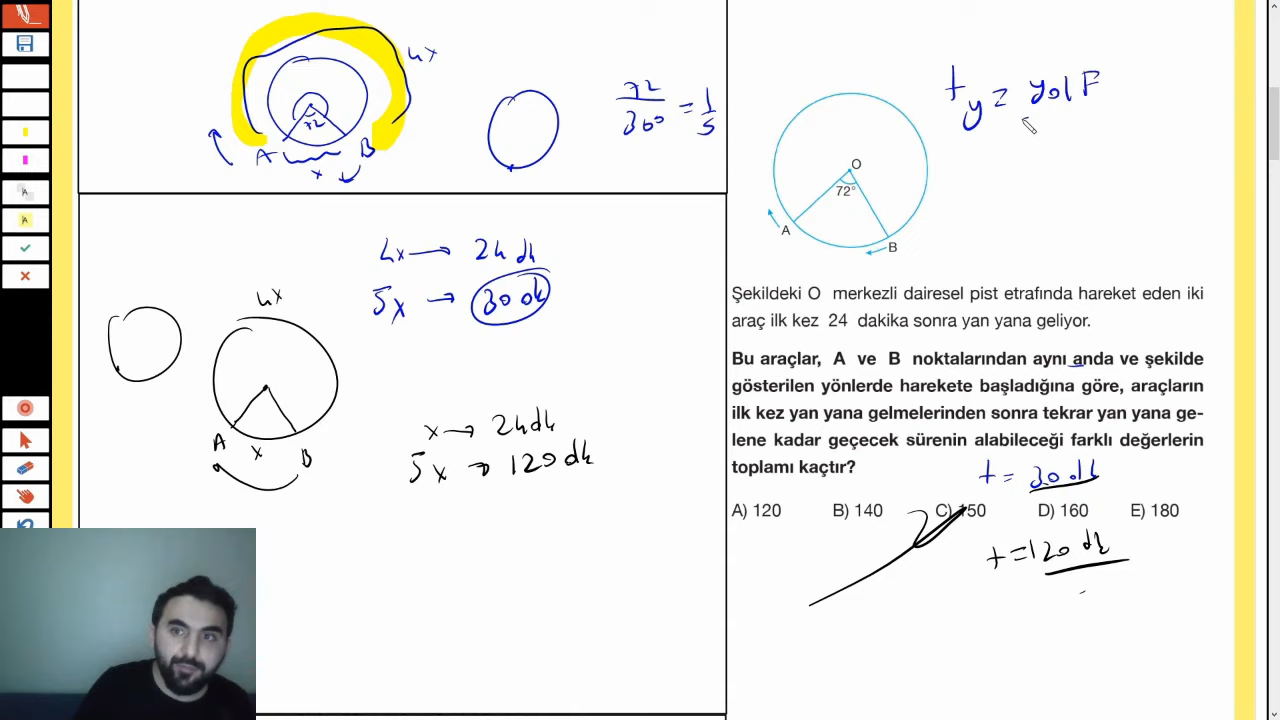 4x
72
A
B
x
72/360 = 1/5
t y = yol F
O
72°
A
B
4x → 24 dk
5x → 30 dk
4x
A
x
B
x → 24 dk
5x → 120 dk
Şekildeki O merkezli dairesel pist etrafında hareket eden iki
araç ilk kez 24 dakika sonra yan yana geliyor.
Bu araçlar, A ve B noktalarından aynı anda ve şekilde
gösterilen yönlerde harekete başladığına göre, araçların
ilk kez yan yana gelmelerinden sonra tekrar yan yana ge-
lene kadar geçecek sürenin alabileceği farklı değerlerin
toplamı kaçtır?
t = 30 dk
A) 120 B) 140 C) 150 D) 160 E) 180
t = 120 dk